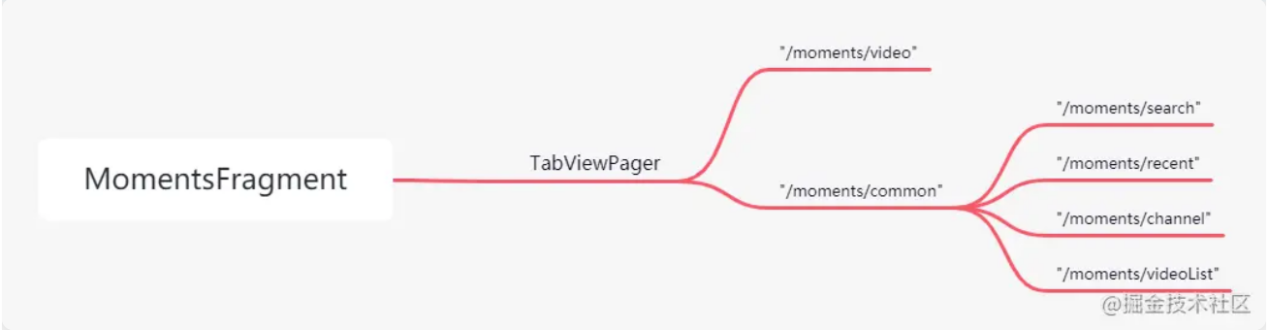 MomentsFragment
TabViewPager
"/moments/video"
"/moments/common"
"/moments/search"
"/moments/recent"
"/moments/channel"
"/moments/videoList"
@掘金技术社区